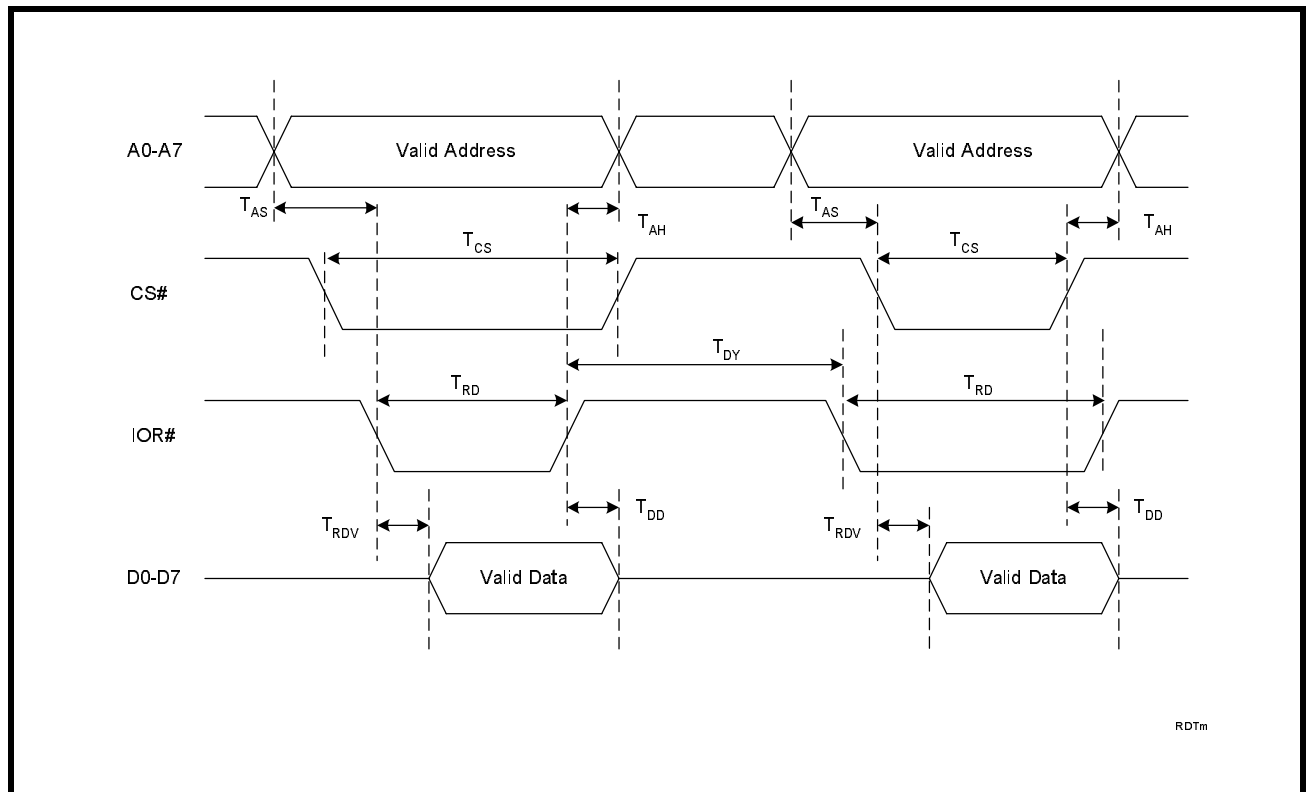 A0-A7
Valid Address
Valid Address
TAS
TAH
TAS
TAH
TCS
TCS
CS#
TDY
TRD
TRD
IOR#
TRDV
TDD
TRDV
TDD
D0-D7
Valid Data
Valid Data
RDTm